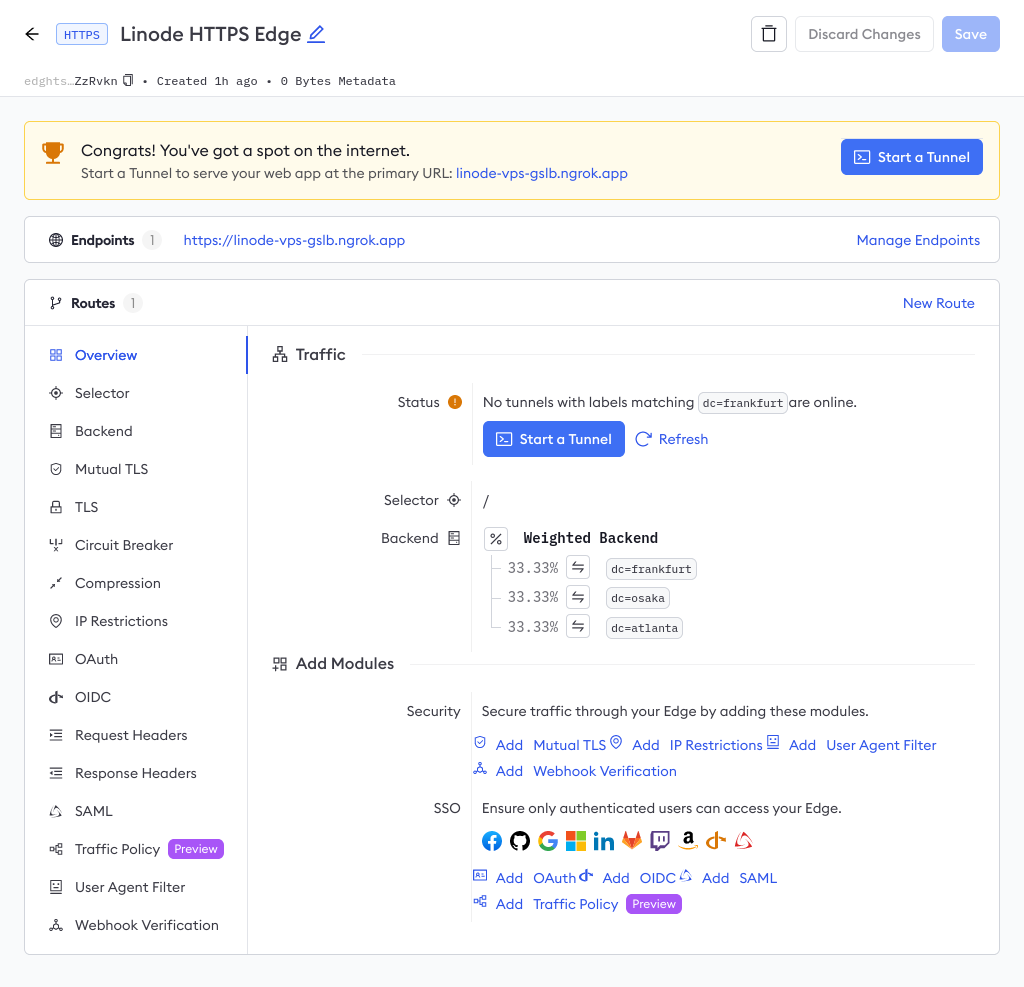 HTTPS Linode HTTPS Edge Discard Changes Save
edghts…ZzRvkn • Created 1h ago • 0 Bytes Metadata
Congrats! You've got a spot on the internet.
Start a Tunnel to serve your web app at the primary URL: linode-vps-gslb.ngrok.app
Start a Tunnel
Endpoints 1 https://linode-vps-gslb.ngrok.app Manage Endpoints
Routes 1 New Route
Overview
Selector
Backend
Mutual TLS
TLS
Circuit Breaker
Compression
IP Restrictions
OAuth
OIDC
Request Headers
Response Headers
SAML
Traffic Policy Preview
User Agent Filter
Webhook Verification
Traffic
Status No tunnels with labels matching dc=frankfurt are online.
Start a Tunnel Refresh
Selector /
Backend % Weighted Backend
33.33% dc=frankfurt
33.33% dc=osaka
33.33% dc=atlanta
Add Modules
Security Secure traffic through your Edge by adding these modules.
Add Mutual TLS Add IP Restrictions Add User Agent Filter
Add Webhook Verification
SSO Ensure only authenticated users can access your Edge.
Add OAuth Add OIDC Add SAML
Add Traffic Policy Preview